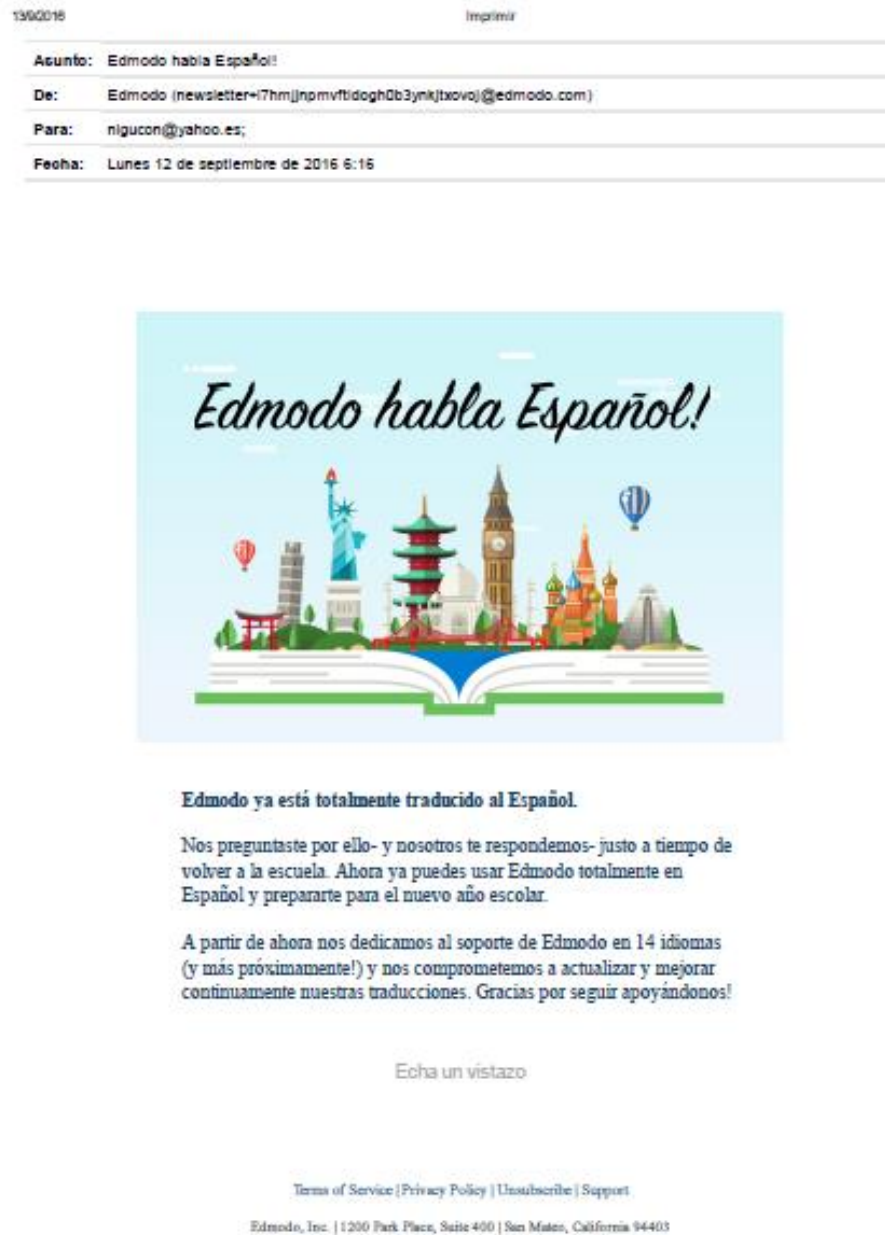 13/9/2016 Imprimir
Asunto: Edmodo habla Español!
De: Edmodo (newsletter+i7hmjjnpmvftldogh0b3ynkjtxovoj@edmodo.com)
Para: nigucon@yahoo.es;
Fecha: Lunes 12 de septiembre de 2016 6:16
Edmodo habla Español!
Edmodo ya está totalmente traducido al Español.
Nos preguntaste por ello- y nosotros te respondemos- justo a tiempo de
volver a la escuela. Ahora ya puedes usar Edmodo totalmente en
Español y prepararte para el nuevo año escolar.
A partir de ahora nos dedicamos al soporte de Edmodo en 14 idiomas
(y más próximamente!) y nos comprometemos a actualizar y mejorar
continuamente nuestras traducciones. Gracias por seguir apoyándonos!
Echa un vistazo
Terms of Service | Privacy Policy | Unsubscribe | Support
Edmodo, Inc. | 1200 Park Place, Suite 400 | San Mateo, California 94403